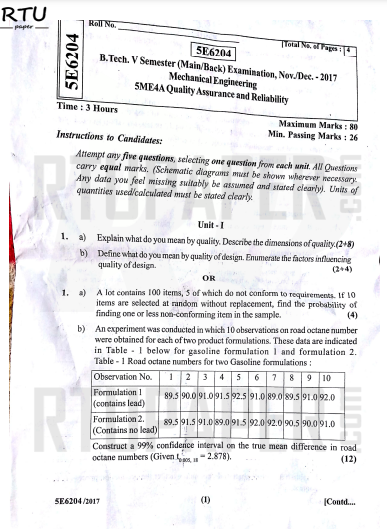 RTU
paper
5E6204
Roll No.
[Total No. of Pages : 4
5E6204
B.Tech. V Semester (Main/Back) Examination, Nov./Dec. - 2017
Mechanical Engineering
5ME4A Quality Assurance and Reliability
Time : 3 Hours
Maximum Marks : 80
Min. Passing Marks : 26
Instructions to Candidates:
Attempt any five questions, selecting one question from each unit. All Questions
carry equal marks. (Schematic diagrams must be shown wherever necessary.
Any data you feel missing suitably be assumed and stated clearly). Units of
quantities used/calculated must be stated clearly.
Unit - I
1. a) Explain what do you mean by quality. Describe the dimensions of quality.(2+8)
b) Define what do you mean by quality of design. Enumerate the factors influencing
quality of design. (2+4)
OR
1. a) A lot contains 100 items, 5 of which do not conform to requirements. If 10
items are selected at random without replacement, find the probability of
finding one or less non-conforming item in the sample. (4)
b) An experiment was conducted in which 10 observations on road octane number
were obtained for each of two product formulations. These data are indicated
in Table - 1 below for gasoline formulation 1 and formulation 2.
Table - 1 Road octane numbers for two Gasoline formulations :
Observation No. 1 2 3 4 5 6 7 8 9 10
Formulation 1
(contains lead) 89.5 90.0 91.0 91.5 92.5 91.0 89.0 89.5 91.0 92.0
Formulation 2.
(Contains no lead) 89.5 91.5 91.0 89.0 91.5 92.0 92.0 90.5 90.0 91.0
Construct a 99% confidence interval on the true mean difference in road
octane numbers (Given t0.005, 18 = 2.878). (12)
5E6204 /2017 (1) [Contd....